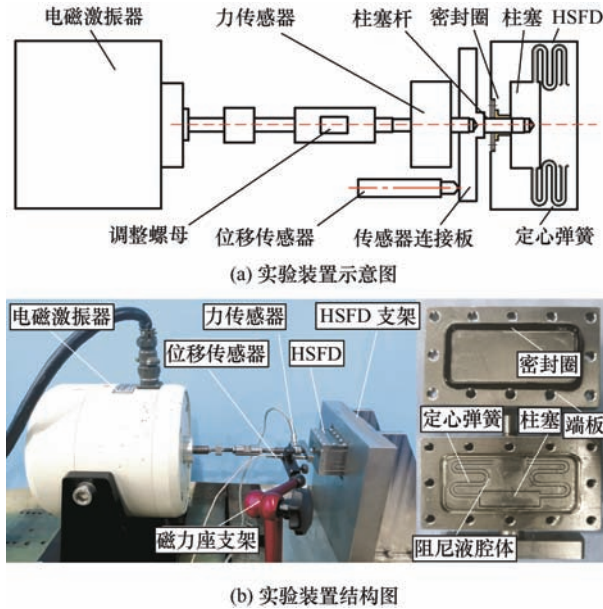 电磁激振器
力传感器
柱塞杆
密封圈
柱塞
HSFD
调整螺母
位移传感器
传感器连接板
定心弹簧
(a) 实验装置示意图
电磁激振器
力传感器
位移传感器
HSFD
HSFD 支架
密封圈
定心弹簧
柱塞
端板
磁力座支架
阻尼液腔体
(b) 实验装置结构图